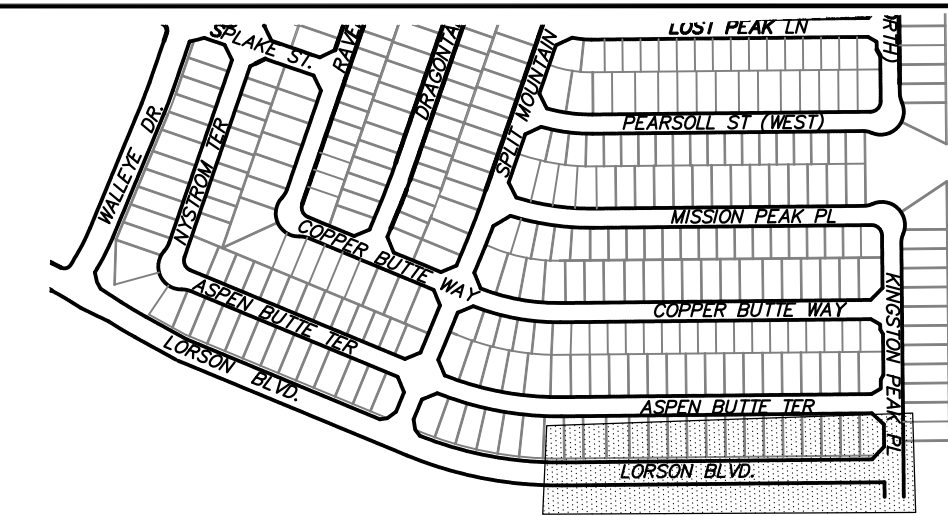 LOST PEAK LN
SPLAKE ST.
SPLIT MOUNTAIN
PEARSOLL ST (WEST)
WALLEYE DR.
NYSTROM TER
MISSION PEAK PL
COPPER BUTTE WAY
KINGSTON PEAK PL
COPPER BUTTE WAY
ASPEN BUTTE TER
LORSON BLVD.
ASPEN BUTTE TER
LORSON BLVD.